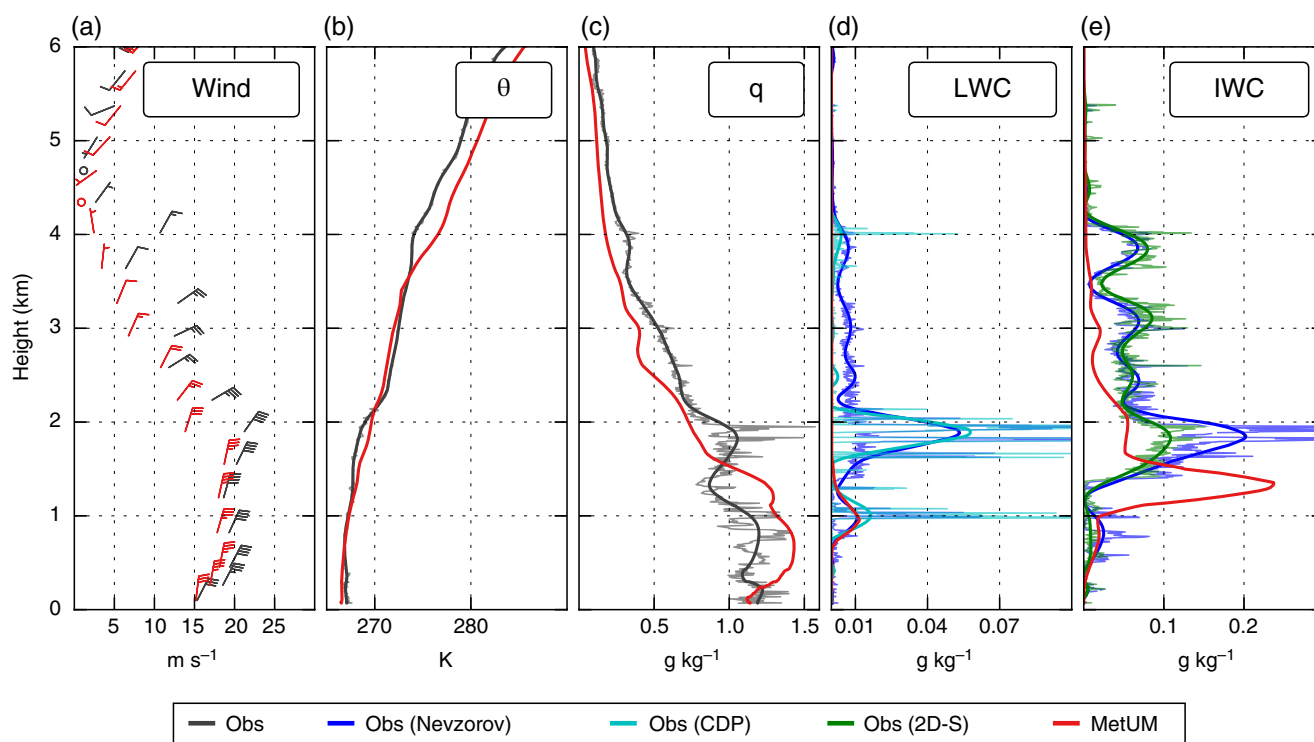 (a) (b) (c) (d) (e)
Wind θ q LWC IWC
6
5
4
3
2
1
0
Height (km)
5 10 15 20 25 270 280 0.5 1.0 1.5 0.01 0.04 0.07 0.1 0.2
m s⁻¹ K g kg⁻¹ g kg⁻¹ g kg⁻¹
Obs Obs (Nevzorov) Obs (CDP) Obs (2D-S) MetUM